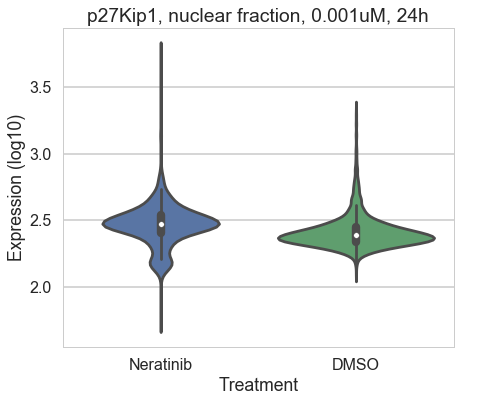 p27Kip1, nuclear fraction, 0.001uM, 24h
Expression (log10)
3.5
3.0
2.5
2.0
Neratinib
DMSO
Treatment